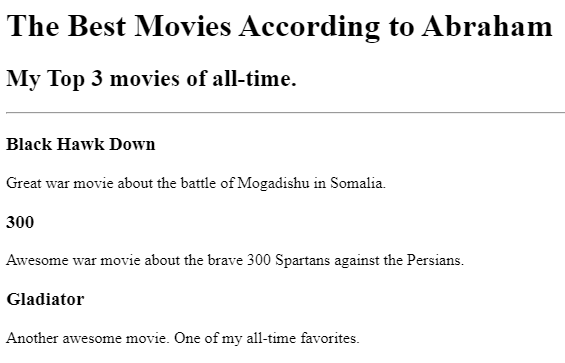 The Best Movies According to Abraham
My Top 3 movies of all-time.
Black Hawk Down
Great war movie about the battle of Mogadishu in Somalia.
300
Awesome war movie about the brave 300 Spartans against the Persians.
Gladiator
Another awesome movie. One of my all-time favorites.